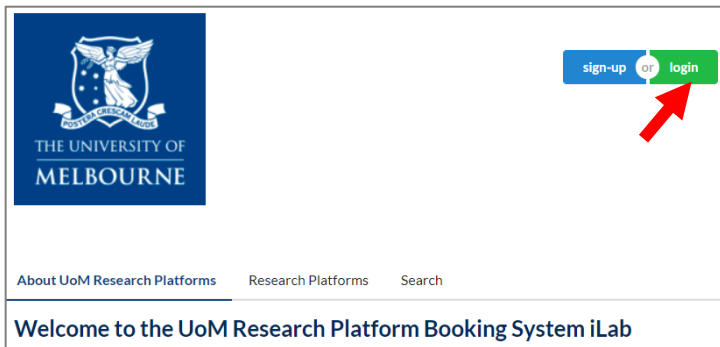 POSTERA CRESCAM LAUDE
THE UNIVERSITY OF
MELBOURNE
sign-up or login
About UoM Research Platforms Research Platforms Search
Welcome to the UoM Research Platform Booking System iLab